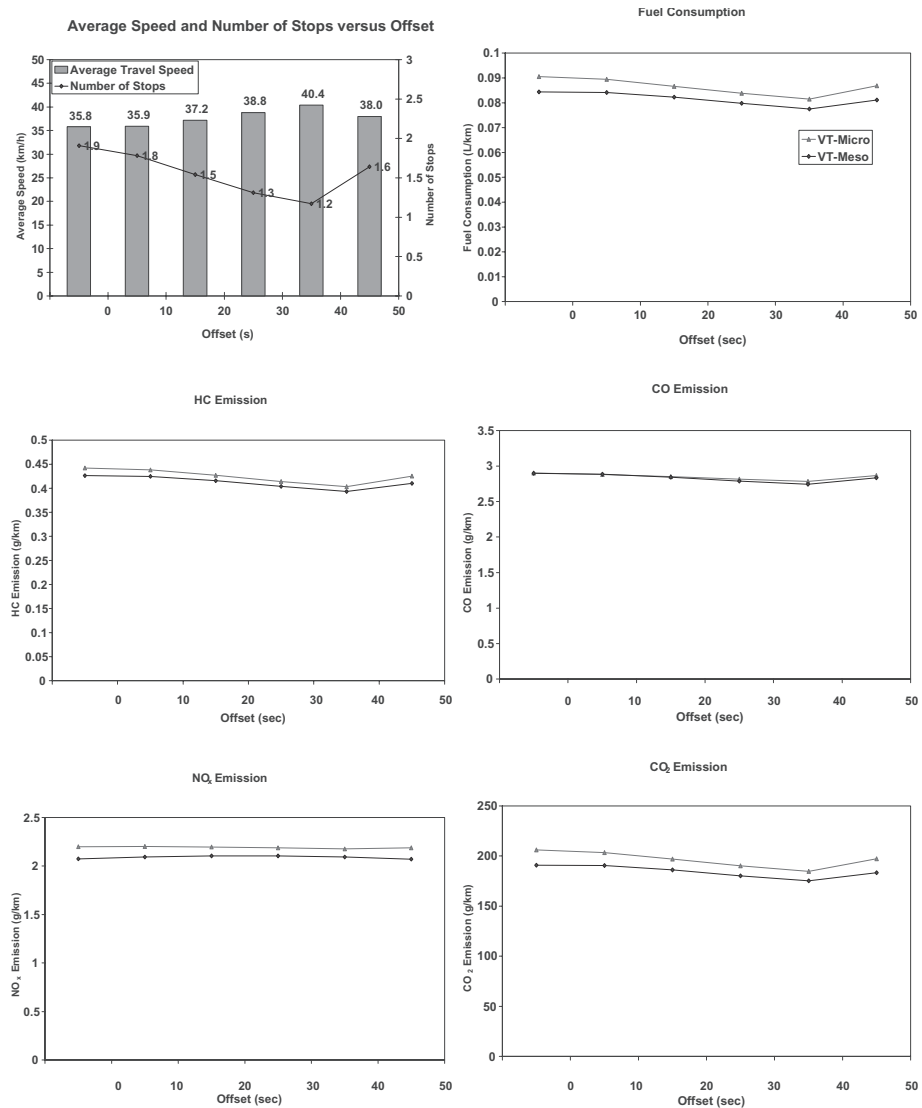 Average Speed and Number of Stops versus Offset
50
45
40
35
30
25
20
15
10
5
0
Average Speed (km/h)
Average Travel Speed
Number of Stops
35.8 35.9 37.2 38.8 40.4 38.0
1.9 1.8 1.5 1.3 1.2 1.6
3
2.5
2
1.5
1
0.5
0
Number of Stops
0 10 20 30 40 50
Offset (s)
Fuel Consumption
0.1
0.09
0.08
0.07
0.06
0.05
0.04
0.03
0.02
0.01
0
Fuel Consumption (L/km)
VT-Micro
VT-Meso
0 10 20 30 40 50
Offset (sec)
HC Emission
0.5
0.45
0.4
0.35
0.3
0.25
0.2
0.15
0.1
0.05
0
HC Emission (g/km)
0 10 20 30 40 50
Offset (sec)
CO Emission
3.5
3
2.5
2
1.5
1
0.5
0
CO Emission (g/km)
0 10 20 30 40 50
Offset (sec)
NOx Emission
2.5
2
1.5
1
0.5
0
NOx Emission (g/km)
0 10 20 30 40 50
Offset (sec)
CO2 Emission
250
200
150
100
50
0
CO2 Emission (g/km)
0 10 20 30 40 50
Offset (sec)